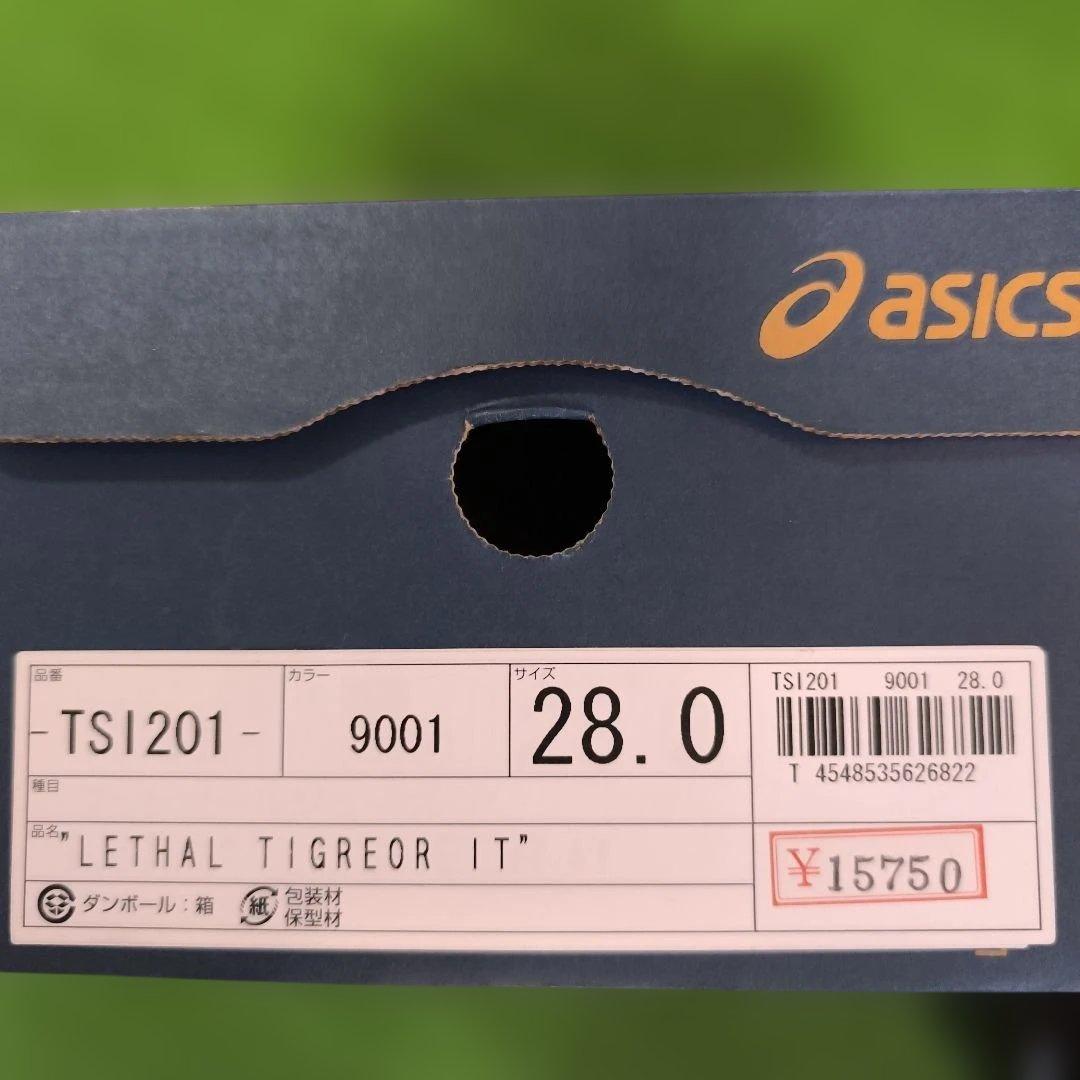 asics
品番
-TSI201-
カラー
9001
サイズ
28.0
TSI201 9001 28.0
T 4548535626822
種目
品名
"LETHAL TIGREOR IT"
¥15750
ダンボール:箱
紙
包装材
保型材